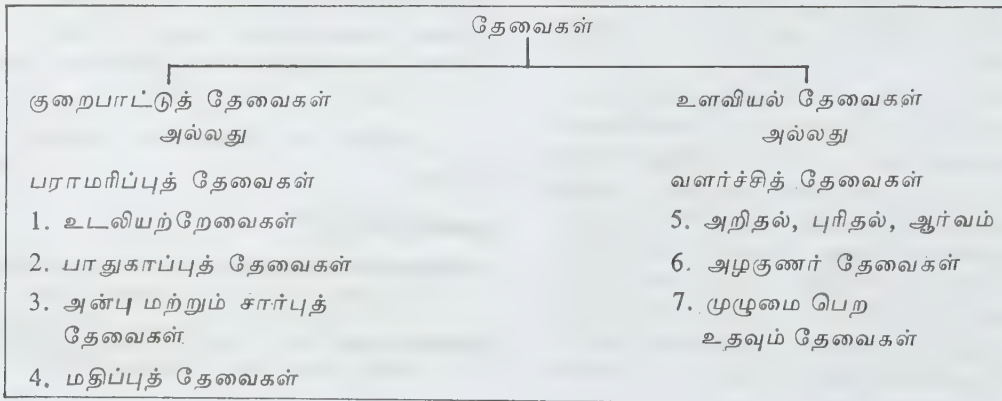 தேவைகள்
குறைபாட்டுத் தேவைகள்
அல்லது
பராமரிப்புத் தேவைகள்
1. உடலியற்றேவைகள்
2. பாதுகாப்புத் தேவைகள்
3. அன்பு மற்றும் சார்புத்
தேவைகள்
4. மதிப்புத் தேவைகள்
உளவியல் தேவைகள்
அல்லது
வளர்ச்சித் தேவைகள்
5. அறிதல், புரிதல், ஆர்வம்
6. அழகுணர் தேவைகள்
7. முழுமை பெற
உதவும் தேவைகள்